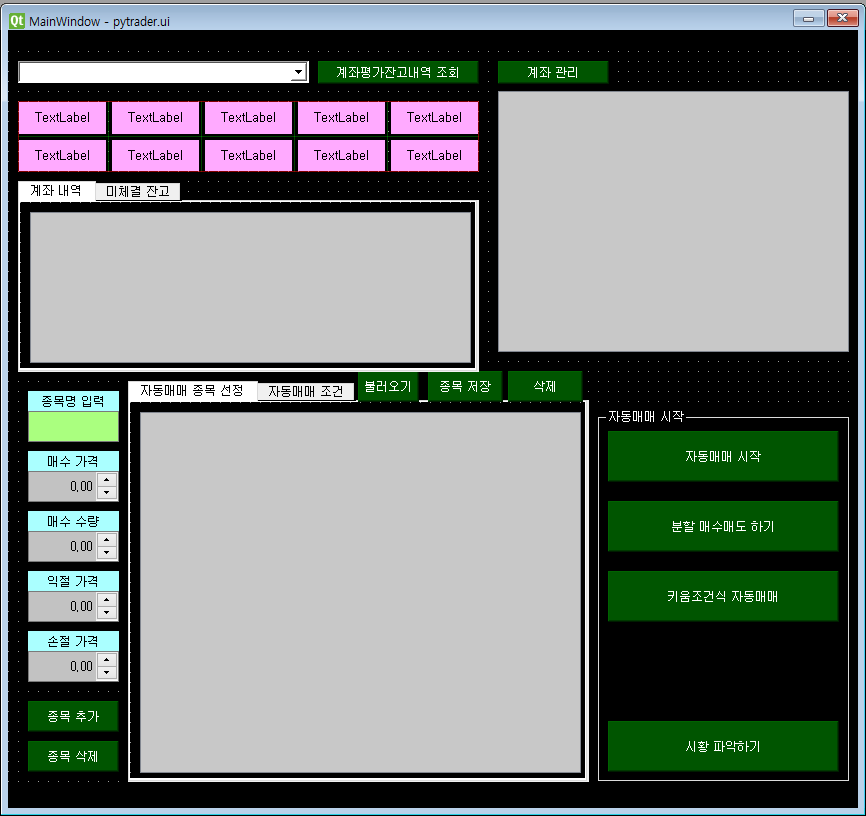 Qt MainWindow - pytrader.ui
계좌평가잔고내역 조회
계좌 관리
TextLabel TextLabel TextLabel TextLabel TextLabel
TextLabel TextLabel TextLabel TextLabel TextLabel
계좌 내역 미체결 잔고
종목명 입력
매수 가격
0,00
매수 수량
0,00
익절 가격
0,00
손절 가격
0,00
종목 추가
종목 삭제
자동매매 종목 선정 자동매매 조건 불러오기 종목 저장 삭제
자동매매 시작
자동매매 시작
분할 매수매도 하기
키움조건식 자동매매
시황 파악하기